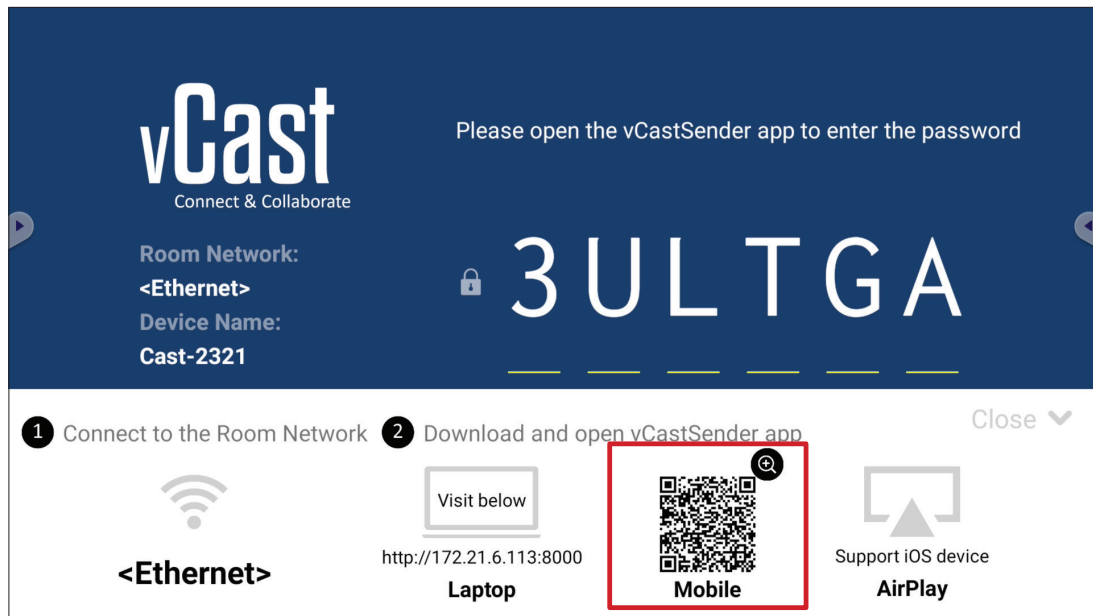 vCast
Connect & Collaborate
Please open the vCastSender app to enter the password
Room Network:
<Ethernet>
Device Name:
Cast-2321
3ULTGA
1 Connect to the Room Network
<Ethernet>
2 Download and open vCastSender app
Close
Visit below
http://172.21.6.113:8000
Laptop
Mobile
Support iOS device
AirPlay